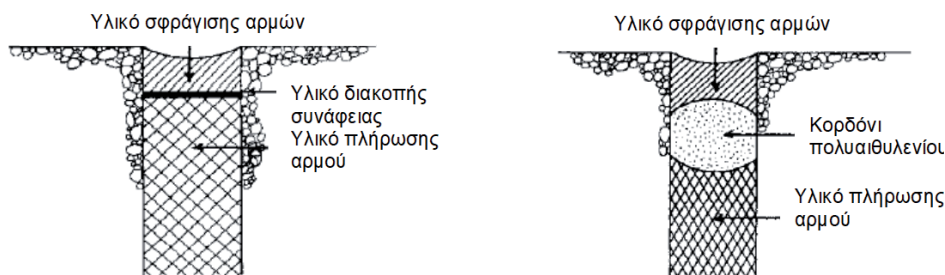 Υλικό σφράγισης αρμών
Υλικό διακοπής
συνάφειας
Υλικό πλήρωσης
αρμού
Υλικό σφράγισης αρμών
Κορδόνι
πολυαιθυλενίου
Υλικό πλήρωσης
αρμού